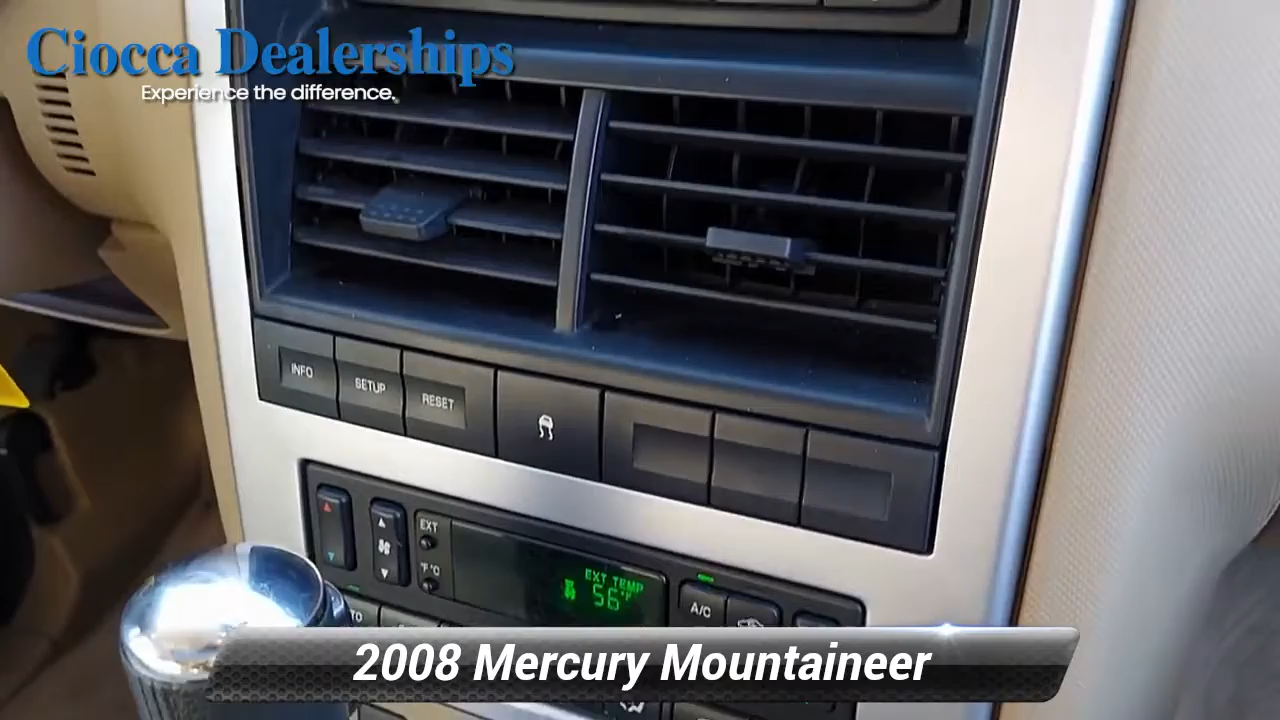 Ciocca Dealerships
Experience the difference.
INFO SETUP RESET
EXT
°F °C
EXT TEMP
56°F
A/C
2008 Mercury Mountaineer